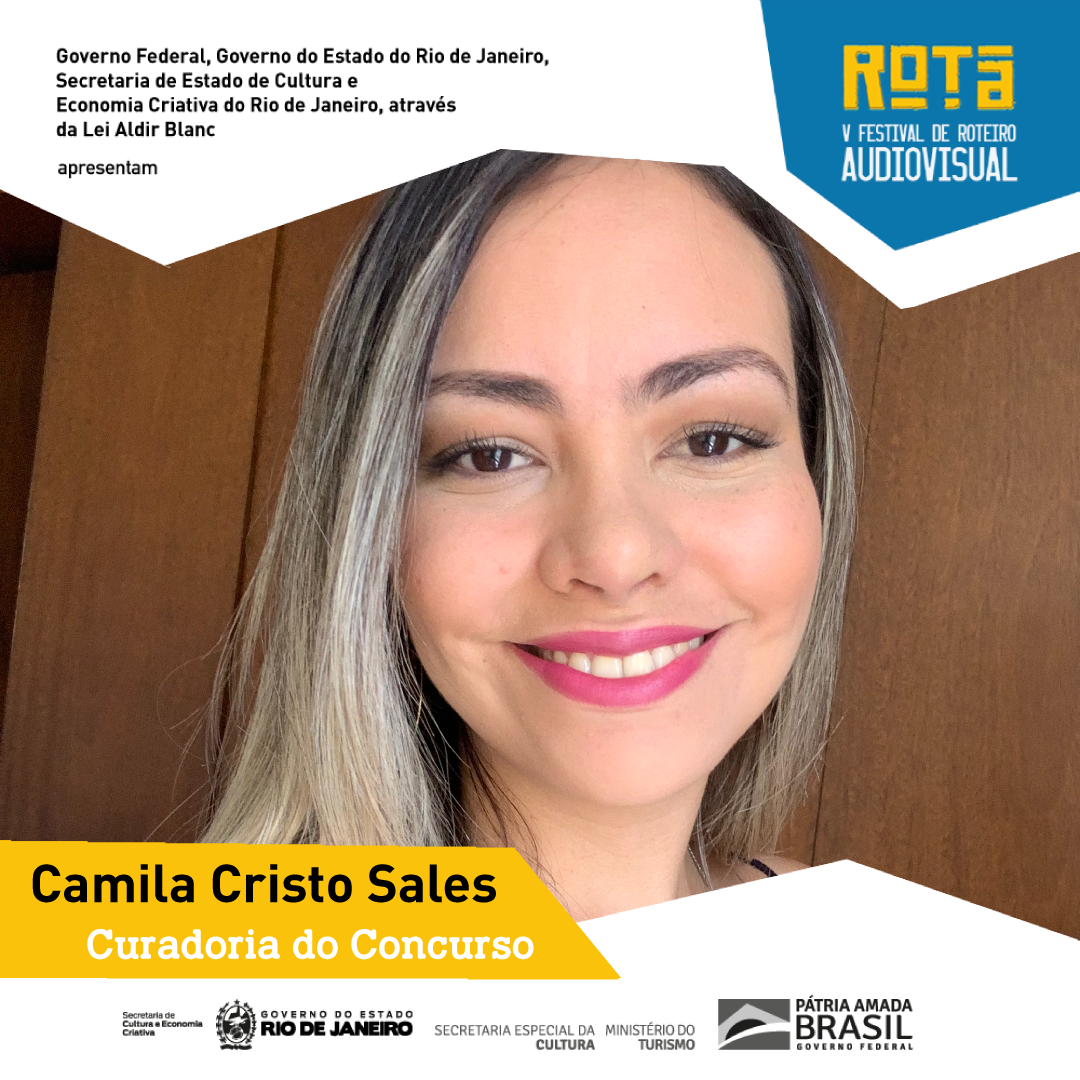 Governo Federal, Governo do Estado do Rio de Janeiro,
Secretaria de Estado de Cultura e
Economia Criativa do Rio de Janeiro, através
da Lei Aldir Blanc
apresentam
ROTA
V FESTIVAL DE ROTEIRO
AUDIOVISUAL
Camila Cristo Sales
Curadoria do Concurso
Secretaria de
Cultura e Economia
Criativa
GOVERNO DO ESTADO
RIO DE JANEIRO
SECRETARIA ESPECIAL DA
CULTURA
MINISTÉRIO DO
TURISMO
PÁTRIA AMADA
BRASIL
GOVERNO FEDERAL